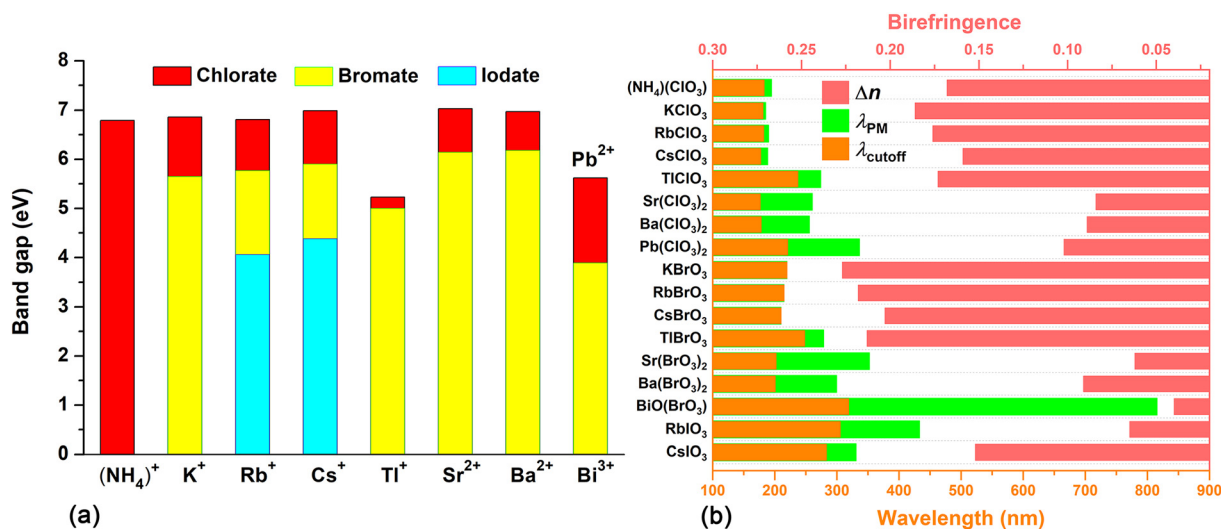 8
7
6
5
4
3
2
1
0
Band gap (eV)
Chlorate Bromate Iodate
Pb²⁺
(NH₄)⁺ K⁺ Rb⁺ Cs⁺ Tl⁺ Sr²⁺ Ba²⁺ Bi³⁺
(a)
Birefringence
0.30 0.25 0.20 0.15 0.10 0.05
(NH₄)(ClO₃)
KClO₃
RbClO₃
CsClO₃
TlClO₃
Sr(ClO₃)₂
Ba(ClO₃)₂
Pb(ClO₃)₂
KBrO₃
RbBrO₃
CsBrO₃
TlBrO₃
Sr(BrO₃)₂
Ba(BrO₃)₂
BiO(BrO₃)
RbIO₃
CsIO₃
Δn
λPM
λcutoff
100 200 300 400 500 600 700 800 900
Wavelength (nm)
(b)